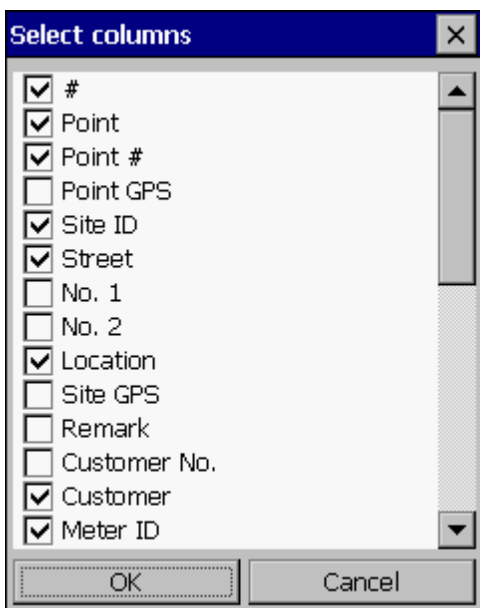 Select columns
#
Point
Point #
Point GPS
Site ID
Street
No. 1
No. 2
Location
Site GPS
Remark
Customer No.
Customer
Meter ID
OK Cancel